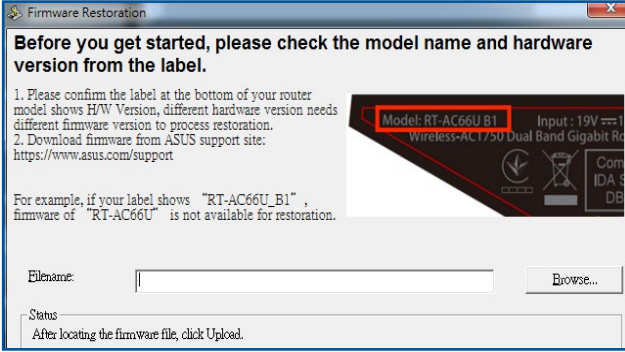 Firmware Restoration
Before you get started, please check the model name and hardware
version from the label.
1. Please confirm the label at the bottom of your router
model shows H/W Version, different hardware version needs
different firmware version to process restoration.
2. Download firmware from ASUS support site:
https://www.asus.com/support
For example, if your label shows “RT-AC66U_B1”,
firmware of “RT-AC66U” is not available for restoration.
Model: RT-AC66U B1 Input : 19V
Wireless-AC1750 Dual Band Gigabit Ro
Com
IDA S
DB
Filename:
Browse...
Status
After locating the firmware file, click Upload.